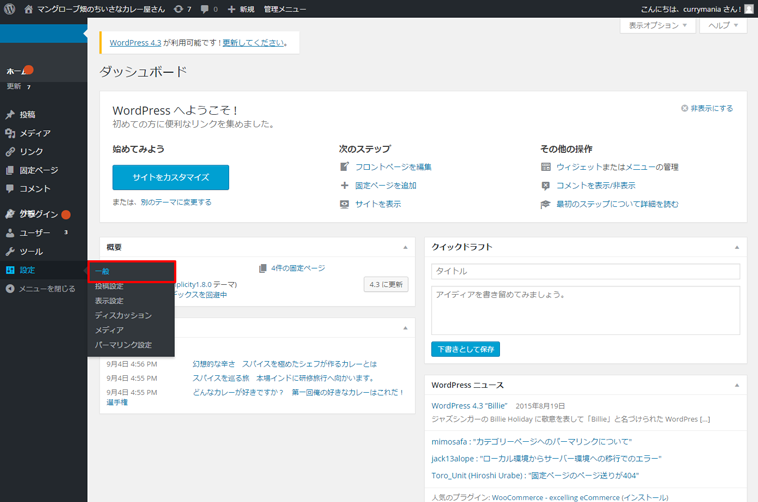 マングローブ畑のちいさなカレー屋さん 7 0 新規 管理メニュー こんにちは、currymania さん !
表示オプション ヘルプ
WordPress 4.3 が利用可能です ! 更新してください。
ダッシュボード
ホーム
更新 7
投稿
メディア
リンク
固定ページ
コメント
プラグイン
ユーザー 3
ツール
設定
メニューを閉じる
一般
投稿設定
表示設定
ディスカッション
メディア
パーマリンク設定
WordPress へようこそ !
初めての方に便利なリンクを集めました。
非表示にする
始めてみよう
サイトをカスタマイズ
または、別のテーマに変更する
次のステップ
フロントページを編集
固定ページを追加
サイトを表示
その他の操作
ウィジェットまたはメニューの管理
コメントを表示/非表示
最初のステップについて詳細を読む
概要
4件の固定ページ
plicity1.8.0 テーマ)
4.3 に更新
デックスを回避中
9月4日 4:56 PM 幻想的な辛さ スパイスを極めたシェフが作るカレーとは
9月4日 4:55 PM スパイスを巡る旅 本場インドに研修旅行へ向かいます。
9月4日 4:55 PM どんなカレーが好きですか？ 第一回俺の好きなカレーはこれだ！
選手権
クイックドラフト
タイトル
アイディアを書き留めてみましょう。
下書きとして保存
WordPress ニュース
WordPress 4.3 “Billie” 2015年8月19日
ジャズシンガーの Billie Holiday に敬意を表して「Billie」と名づけられた WordPres […]
mimosafa : "カテゴリーページへのパーマリンクについて"
jack13alope : "ローカル環境からサーバー環境への移行でのエラー"
Toro_Unit (Hiroshi Urabe) : "固定ページのページ送りが404"
人気のプラグイン: WooCommerce - excelling eCommerce (インストール)